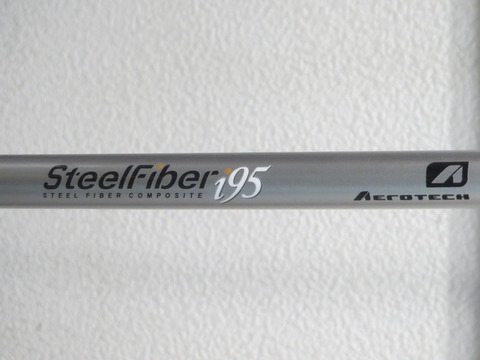 SteelFiber i95
STEEL FIBER COMPOSITE
AEROTECH